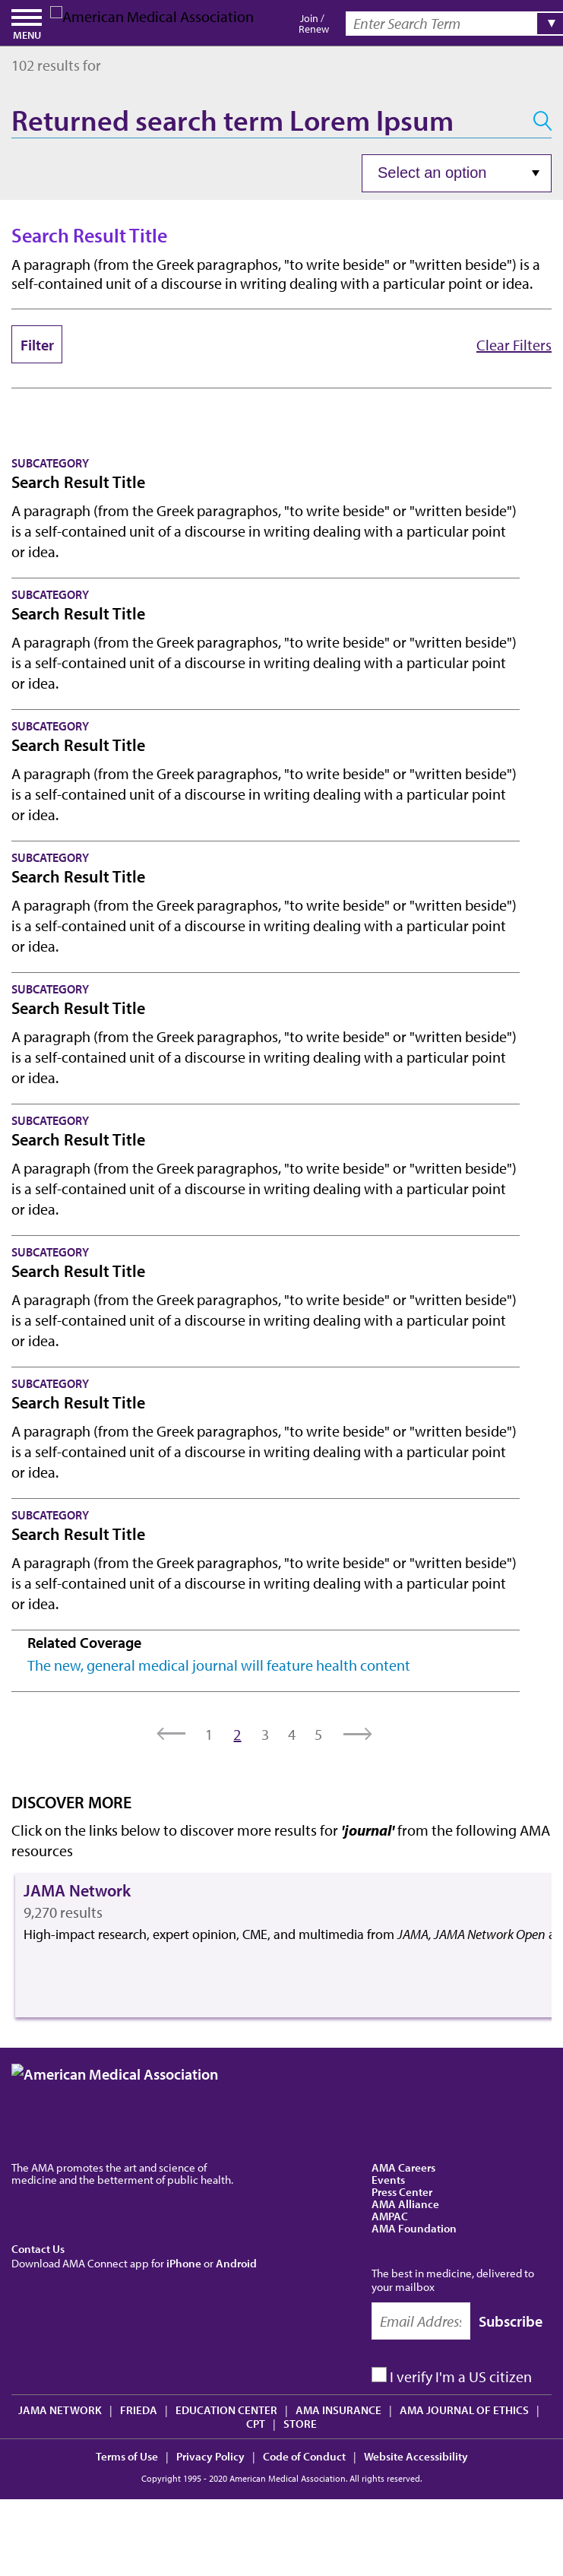 MENU
American Medical Association
Join /
Renew
Enter Search Term
102 results for
Returned search term Lorem Ipsum
Select an option
Search Result Title
A paragraph (from the Greek paragraphos, "to write beside" or "written beside") is a
self-contained unit of a discourse in writing dealing with a particular point or idea.
Filter
Clear Filters
SUBCATEGORY
Search Result Title
A paragraph (from the Greek paragraphos, "to write beside" or "written beside")
is a self-contained unit of a discourse in writing dealing with a particular point
or idea.
SUBCATEGORY
Search Result Title
A paragraph (from the Greek paragraphos, "to write beside" or "written beside")
is a self-contained unit of a discourse in writing dealing with a particular point
or idea.
SUBCATEGORY
Search Result Title
A paragraph (from the Greek paragraphos, "to write beside" or "written beside")
is a self-contained unit of a discourse in writing dealing with a particular point
or idea.
SUBCATEGORY
Search Result Title
A paragraph (from the Greek paragraphos, "to write beside" or "written beside")
is a self-contained unit of a discourse in writing dealing with a particular point
or idea.
SUBCATEGORY
Search Result Title
A paragraph (from the Greek paragraphos, "to write beside" or "written beside")
is a self-contained unit of a discourse in writing dealing with a particular point
or idea.
SUBCATEGORY
Search Result Title
A paragraph (from the Greek paragraphos, "to write beside" or "written beside")
is a self-contained unit of a discourse in writing dealing with a particular point
or idea.
SUBCATEGORY
Search Result Title
A paragraph (from the Greek paragraphos, "to write beside" or "written beside")
is a self-contained unit of a discourse in writing dealing with a particular point
or idea.
SUBCATEGORY
Search Result Title
A paragraph (from the Greek paragraphos, "to write beside" or "written beside")
is a self-contained unit of a discourse in writing dealing with a particular point
or idea.
SUBCATEGORY
Search Result Title
A paragraph (from the Greek paragraphos, "to write beside" or "written beside")
is a self-contained unit of a discourse in writing dealing with a particular point
or idea.
Related Coverage
The new, general medical journal will feature health content
1 2 3 4 5
DISCOVER MORE
Click on the links below to discover more results for 'journal' from the following AMA
resources
JAMA Network
9,270 results
High-impact research, expert opinion, CME, and multimedia from JAMA, JAMA Network Open a
American Medical Association
The AMA promotes the art and science of
medicine and the betterment of public health.
AMA Careers
Events
Press Center
AMA Alliance
AMPAC
AMA Foundation
Contact Us
Download AMA Connect app for iPhone or Android
The best in medicine, delivered to
your mailbox
Email Address
Subscribe
I verify I'm a US citizen
JAMA NETWORK | FRIEDA | EDUCATION CENTER | AMA INSURANCE | AMA JOURNAL OF ETHICS |
CPT | STORE
Terms of Use | Privacy Policy | Code of Conduct | Website Accessibility
Copyright 1995 - 2020 American Medical Association. All rights reserved.